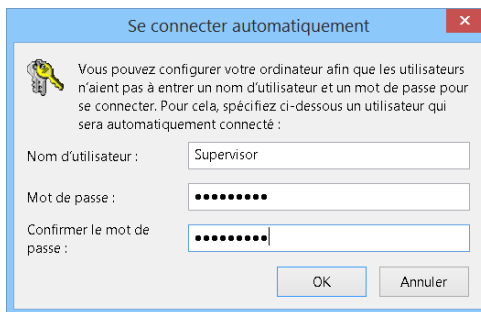 Se connecter automatiquement
Vous pouvez configurer votre ordinateur afin que les utilisateurs
n'aient pas à entrer un nom d'utilisateur et un mot de passe pour
se connecter. Pour cela, spécifiez ci-dessous un utilisateur qui
sera automatiquement connecté :
Nom d'utilisateur :
Supervisor
Mot de passe :
●●●●●●●●●
Confirmer le mot de
passe :
●●●●●●●●●
OK
Annuler